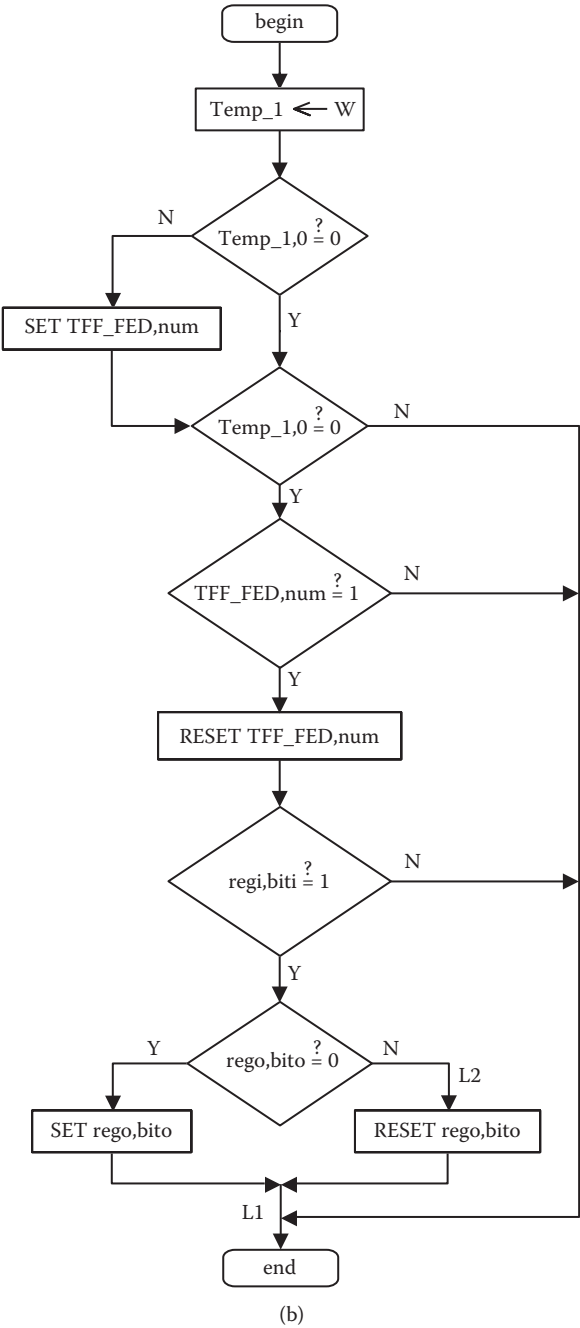 begin
Temp_1 ← W
Temp_1,0 ≟ 0
N
Y
SET TFF_FED,num
Temp_1,0 ≟ 0
N
Y
TFF_FED,num ≟ 1
N
Y
RESET TFF_FED,num
regi,biti ≟ 1
N
Y
rego,bito ≟ 0
Y
N
L2
SET rego,bito
RESET rego,bito
L1
end
(b)